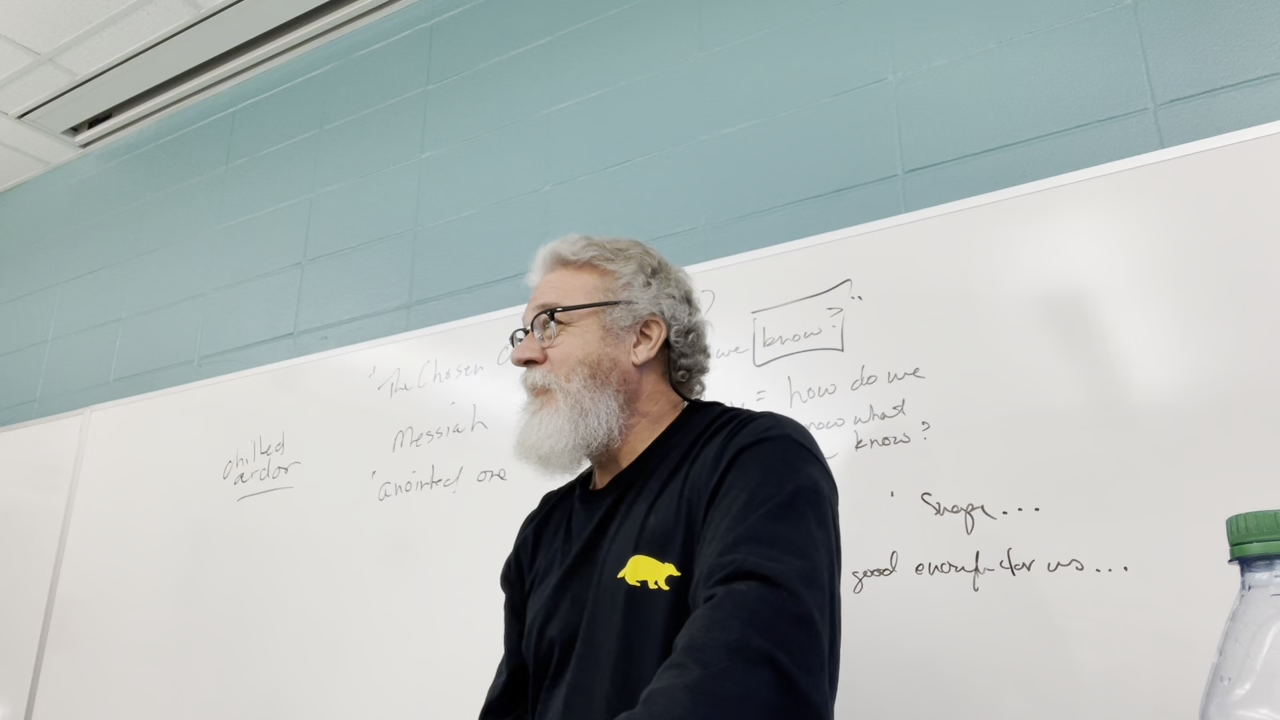 chilled
ardor
"The Chosen
Messiah
'anointed one
?
we know?"
= how do we
know what
know?
' Snape...
good enough for us...